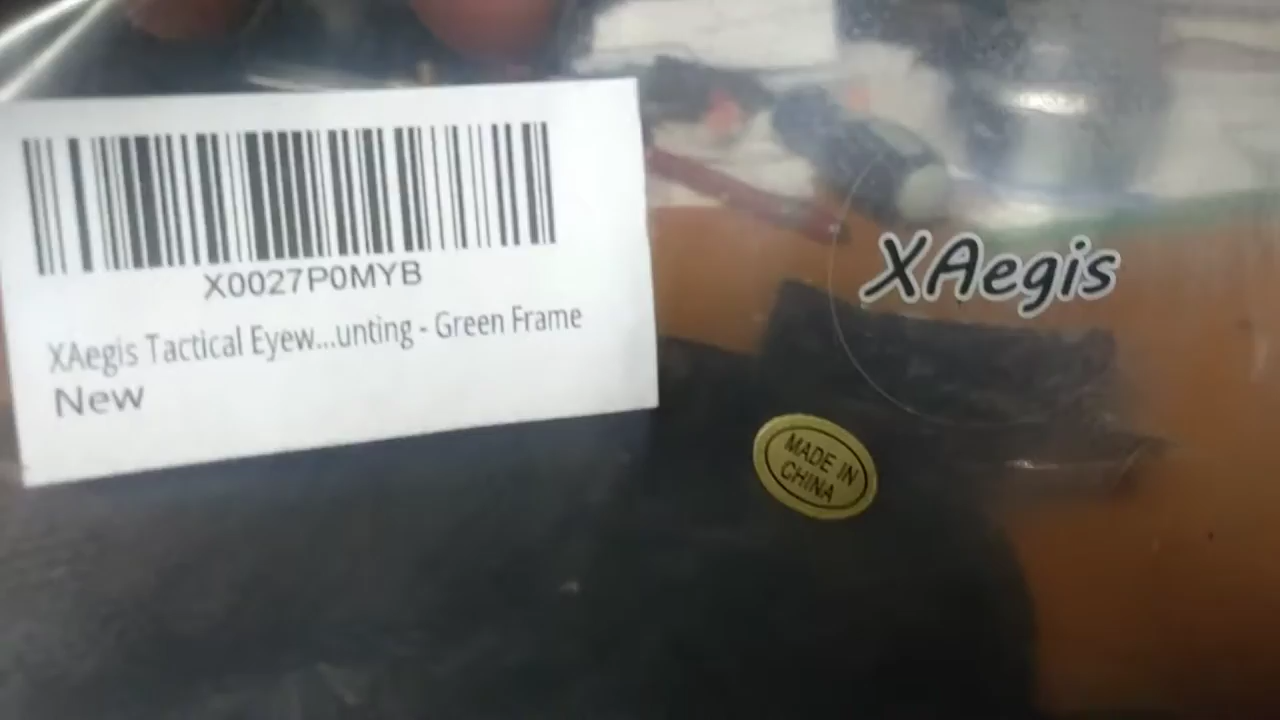 X0027P0MYB
XAegis Tactical Eyew...unting - Green Frame
New
XAegis
MADE IN
CHINA